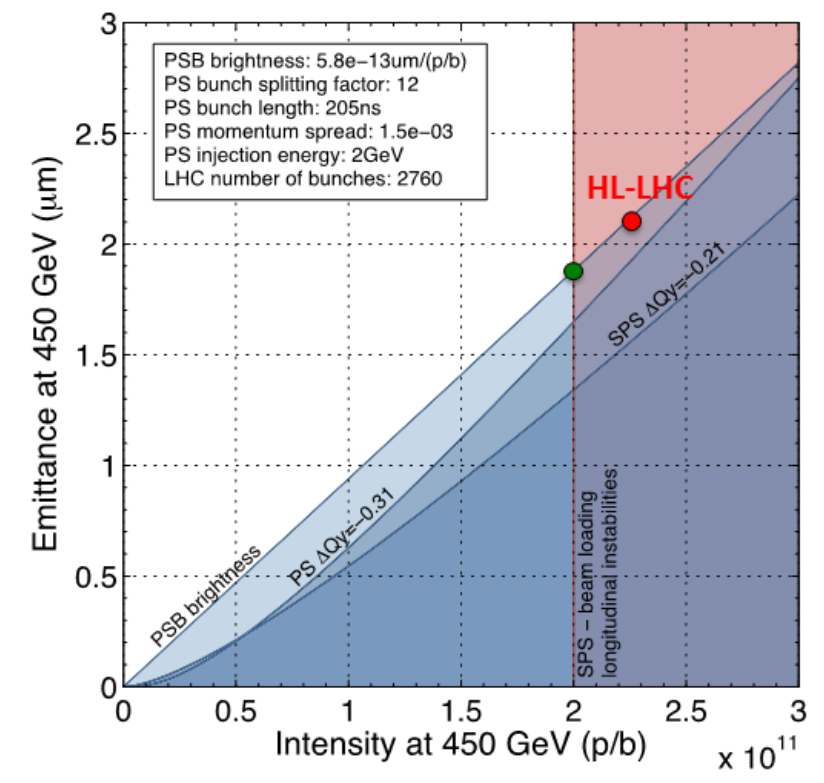 3
2.5
2
1.5
1
0.5
0
Emittance at 450 GeV (μm)
PSB brightness: 5.8e−13um/(p/b)
PS bunch splitting factor: 12
PS bunch length: 205ns
PS momentum spread: 1.5e−03
PS injection energy: 2GeV
LHC number of bunches: 2760
HL-LHC
SPS ΔQy=−0.21
PS ΔQy=−0.31
PSB brightness
SPS − beam loading
longitudinal instabilities
0 0.5 1 1.5 2 2.5 3
Intensity at 450 GeV (p/b)
x 10^11